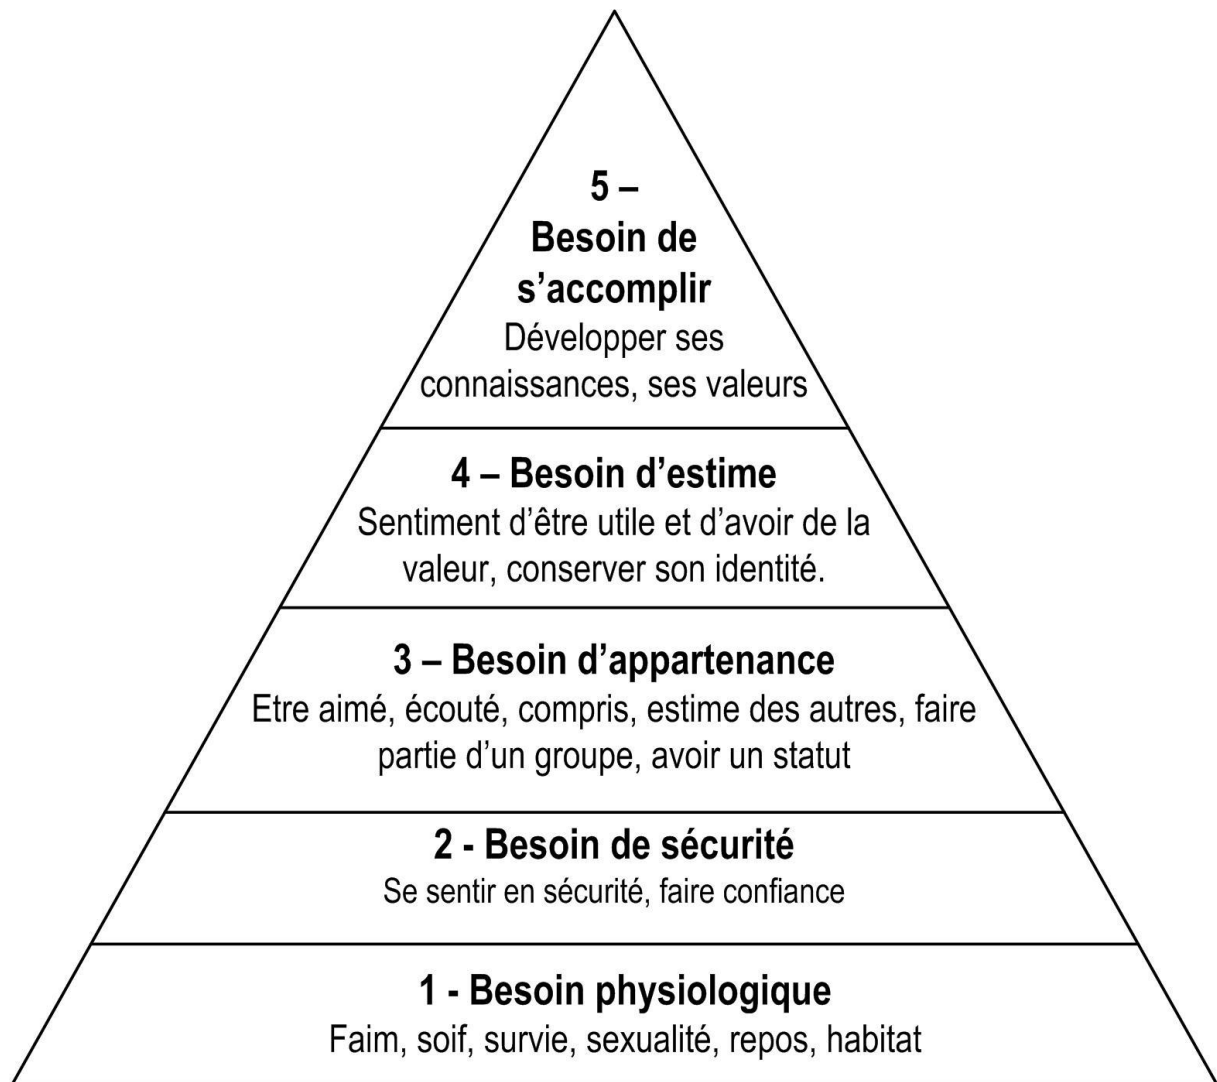 5 –
Besoin de
s’accomplir
Développer ses
connaissances, ses valeurs
4 – Besoin d’estime
Sentiment d’être utile et d’avoir de la
valeur, conserver son identité.
3 – Besoin d’appartenance
Etre aimé, écouté, compris, estime des autres, faire
partie d’un groupe, avoir un statut
2 - Besoin de sécurité
Se sentir en sécurité, faire confiance
1 - Besoin physiologique
Faim, soif, survie, sexualité, repos, habitat